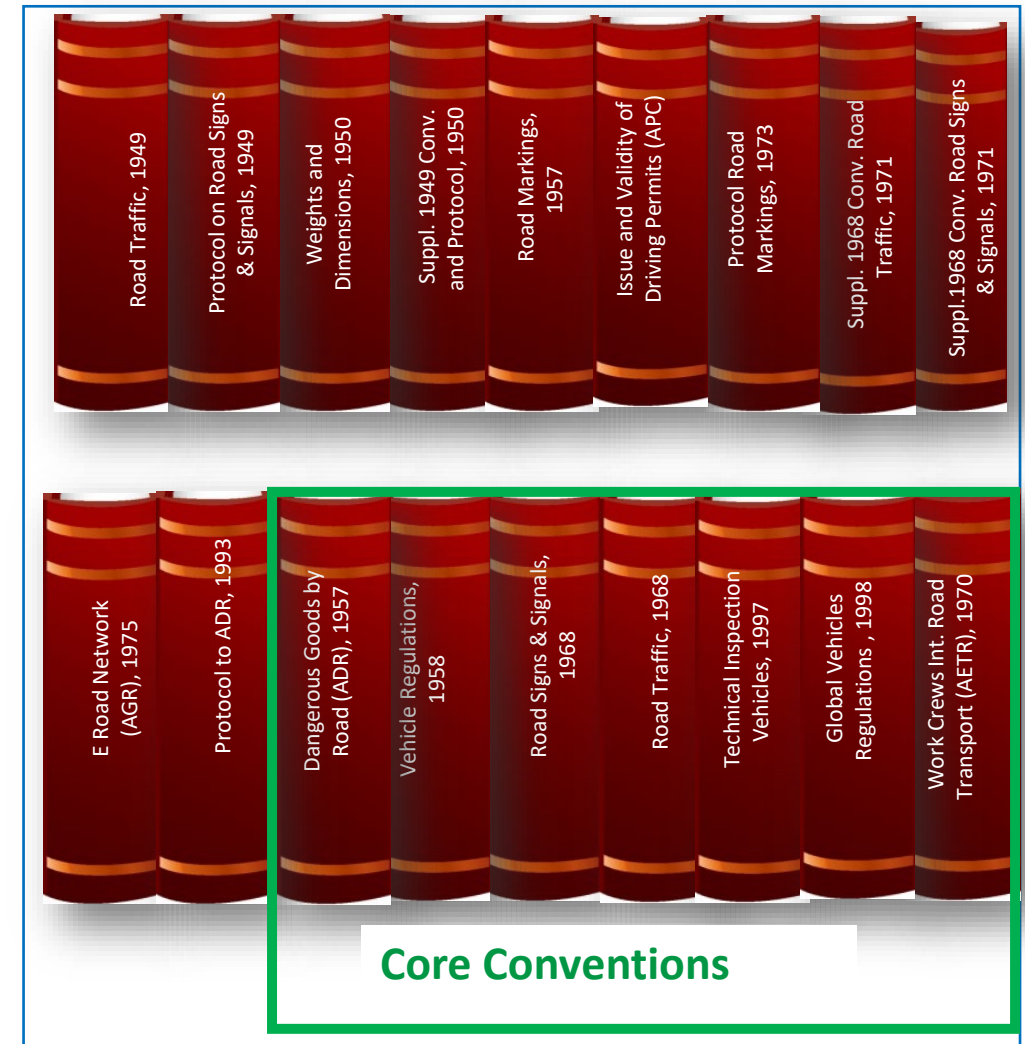 Road Traffic, 1949
Protocol on Road Signs
& Signals, 1949
Weights and
Dimensions, 1950
Suppl. 1949 Conv.
and Protocol, 1950
Road Markings,
1957
Issue and Validity of
Driving Permits (APC)
Protocol Road
Markings, 1973
Suppl. 1968 Conv. Road
Traffic, 1971
Suppl.1968 Conv. Road Signs
& Signals, 1971
E Road Network
(AGR), 1975
Protocol to ADR, 1993
Dangerous Goods by
Road (ADR), 1957
Vehicle Regulations,
1958
Road Signs & Signals,
1968
Road Traffic, 1968
Technical Inspection
Vehicles, 1997
Global Vehicles
Regulations , 1998
Work Crews Int. Road
Transport (AETR), 1970
Core Conventions